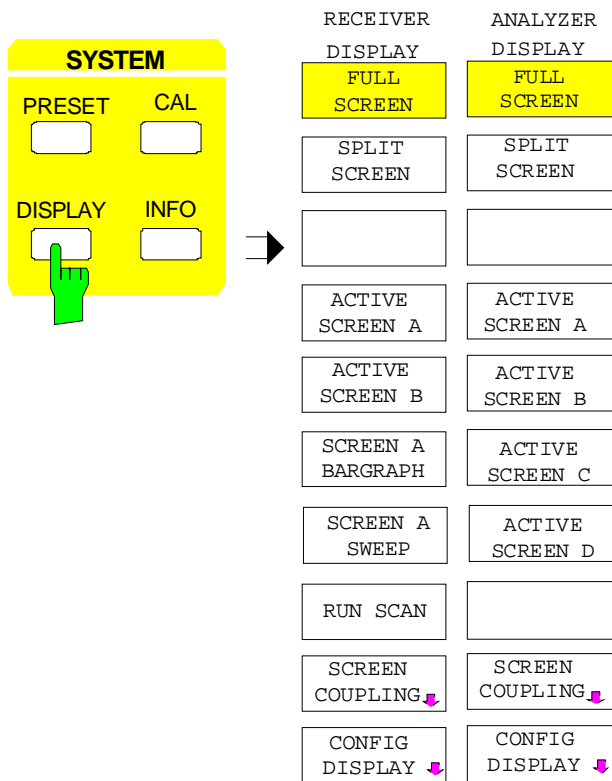 SYSTEM
PRESET CAL
DISPLAY INFO
RECEIVER
DISPLAY
FULL
SCREEN
SPLIT
SCREEN
ACTIVE
SCREEN A
ACTIVE
SCREEN B
SCREEN A
BARGRAPH
SCREEN A
SWEEP
RUN SCAN
SCREEN
COUPLING
CONFIG
DISPLAY
ANALYZER
DISPLAY
FULL
SCREEN
SPLIT
SCREEN
ACTIVE
SCREEN A
ACTIVE
SCREEN B
ACTIVE
SCREEN C
ACTIVE
SCREEN D
SCREEN
COUPLING
CONFIG
DISPLAY